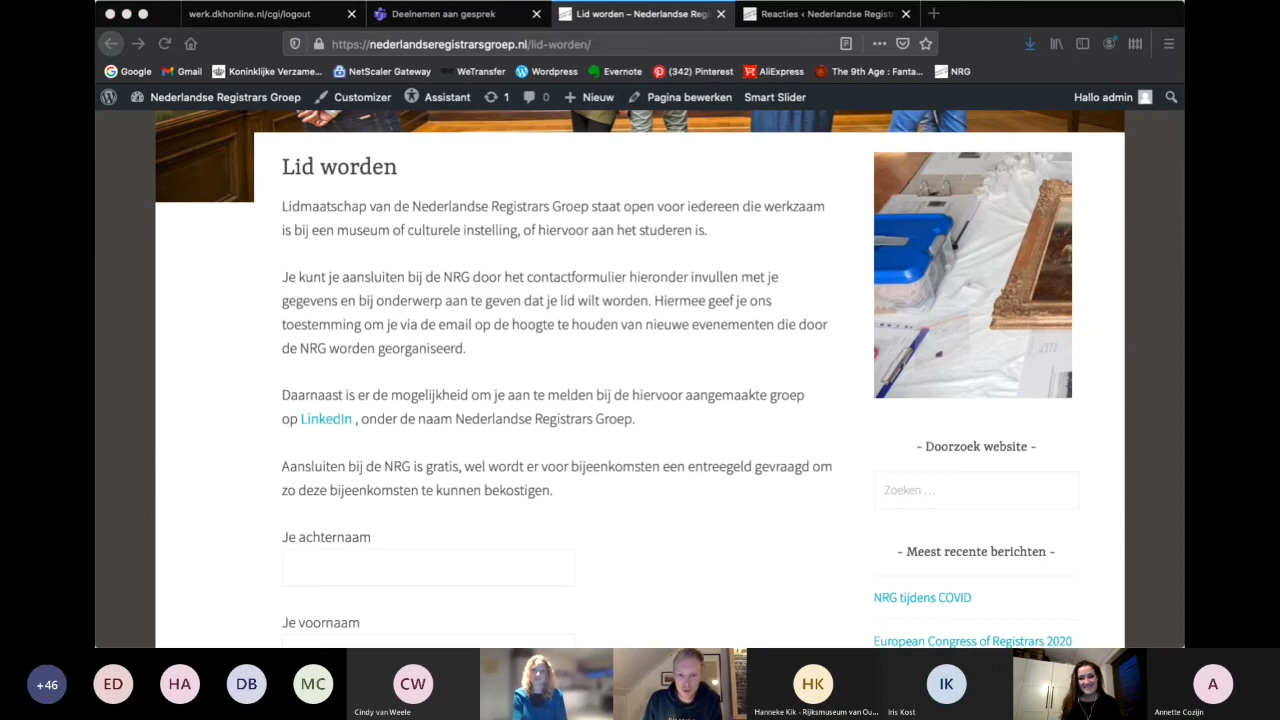 werk.dkhonline.nl/cgi/logout
Deelnemen aan gesprek
Lid worden – Nederlandse Regi
Reacties ‹ Nederlandse Registr
https://nederlandseregistrarsgroep.nl/lid-worden/
Google
Gmail
Koninklijke Verzame...
NetScaler Gateway
WeTransfer
Wordpress
Evernote
(342) Pinterest
AliExpress
The 9th Age : Fanta...
NRG
Nederlandse Registrars Groep
Customizer
Assistant
1
0
Nieuw
Pagina bewerken
Smart Slider
Hallo admin
Lid worden
Lidmaatschap van de Nederlandse Registrars Groep staat open voor iedereen die werkzaam
is bij een museum of culturele instelling, of hiervoor aan het studeren is.
Je kunt je aansluiten bij de NRG door het contactformulier hieronder invullen met je
gegevens en bij onderwerp aan te geven dat je lid wilt worden. Hiermee geef je ons
toestemming om je via de email op de hoogte te houden van nieuwe evenementen die door
de NRG worden georganiseerd.
Daarnaast is er de mogelijkheid om je aan te melden bij de hiervoor aangemaakte groep
op LinkedIn , onder de naam Nederlandse Registrars Groep.
Aansluiten bij de NRG is gratis, wel wordt er voor bijeenkomsten een entreegeld gevraagd om
zo deze bijeenkomsten te kunnen bekostigen.
Je achternaam
Je voornaam
- Doorzoek website -
Zoeken …
- Meest recente berichten -
NRG tijdens COVID
European Congress of Registrars 2020
+46
ED
HA
DB
MC
CW
Cindy van Weele
HK
Hanneke Kik - Rijksmuseum van Ou...
IK
Iris Kost
A
Annette Cozijn